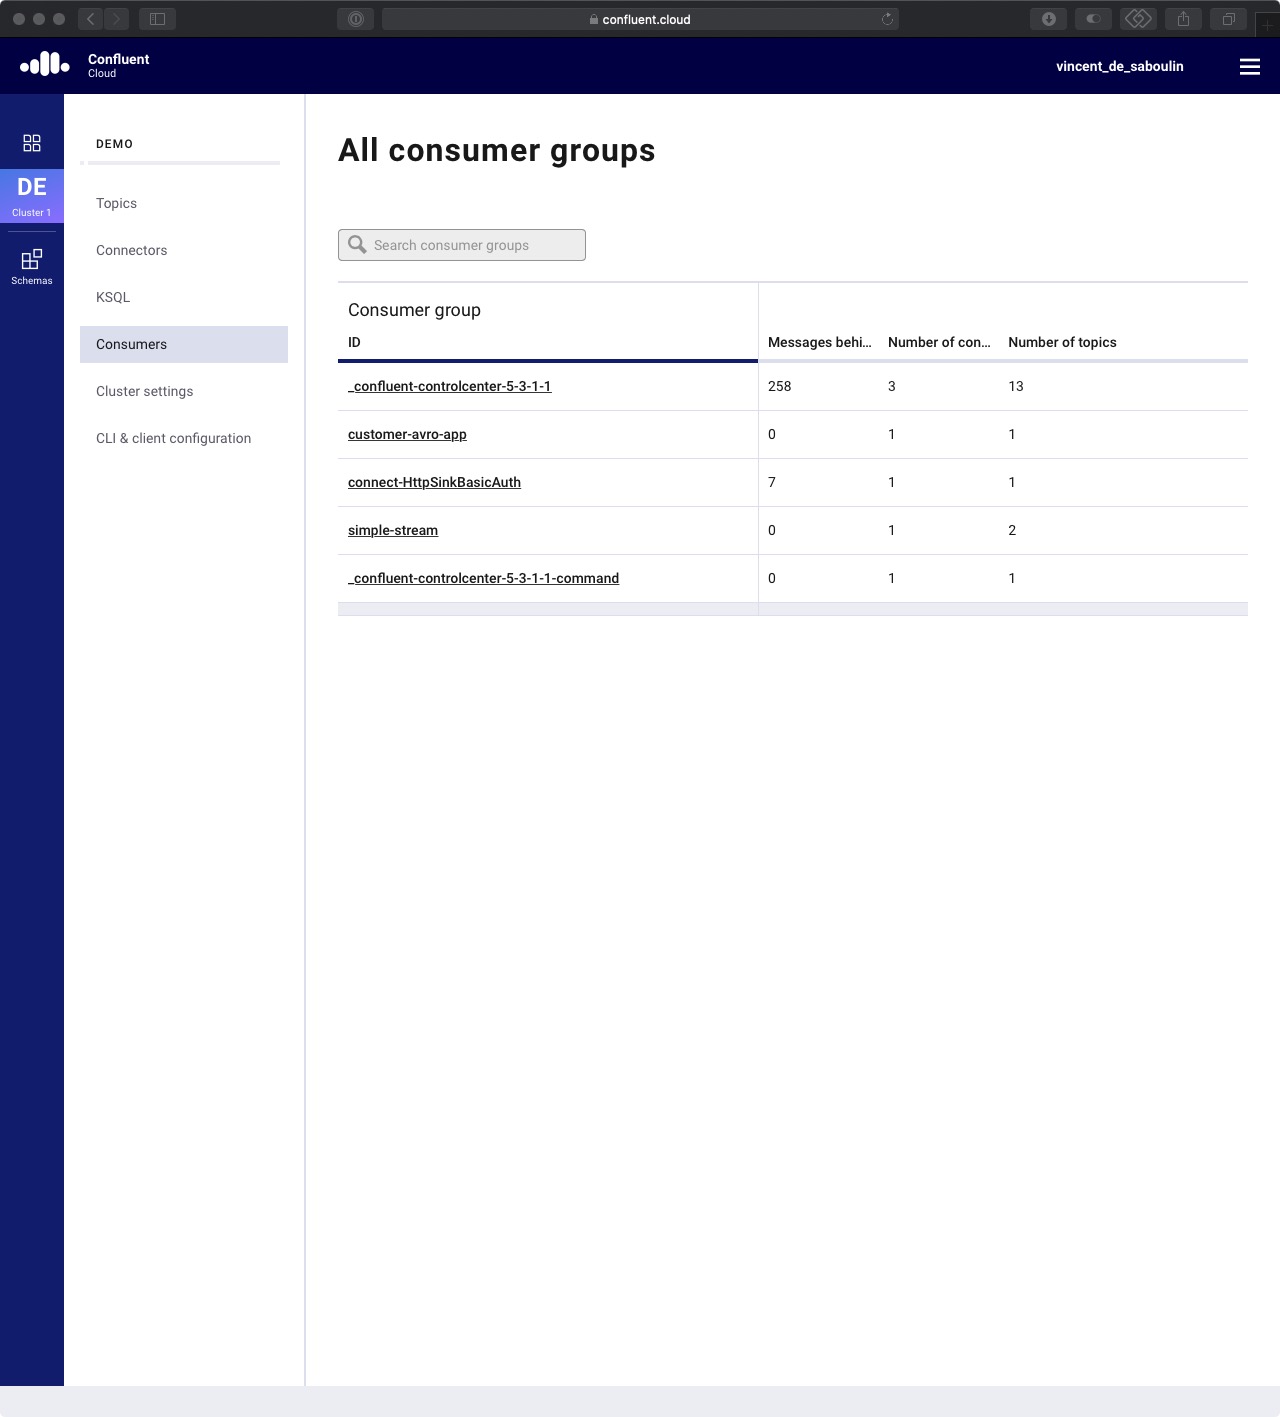 confluent.cloud
Confluent
Cloud
vincent_de_saboulin
DE
Cluster 1
Schemas
DEMO
Topics
Connectors
KSQL
Consumers
Cluster settings
CLI & client configuration
All consumer groups
Search consumer groups
Consumer group
ID Messages behi... Number of con... Number of topics
_confluent-controlcenter-5-3-1-1 258 3 13
customer-avro-app 0 1 1
connect-HttpSinkBasicAuth 7 1 1
simple-stream 0 1 2
_confluent-controlcenter-5-3-1-1-command 0 1 1